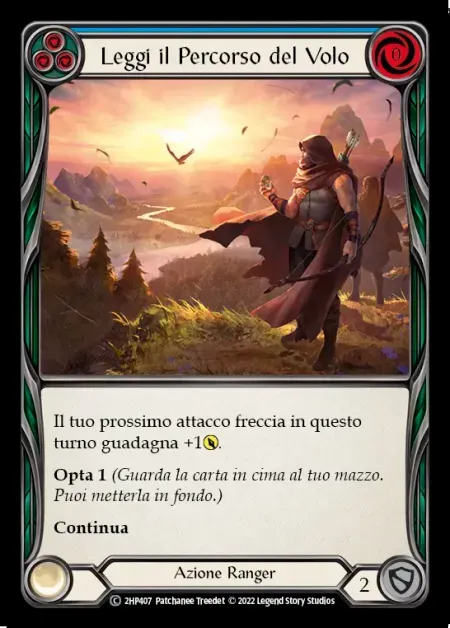 Leggi il Percorso del Volo
0
Il tuo prossimo attacco freccia in questo
turno guadagna +1.
Opta 1 (Guarda la carta in cima al tuo mazzo.
Puoi metterla in fondo.)
Continua
Azione Ranger
2
C 2HP407 Patchanee Treedet © 2022 Legend Story Studios